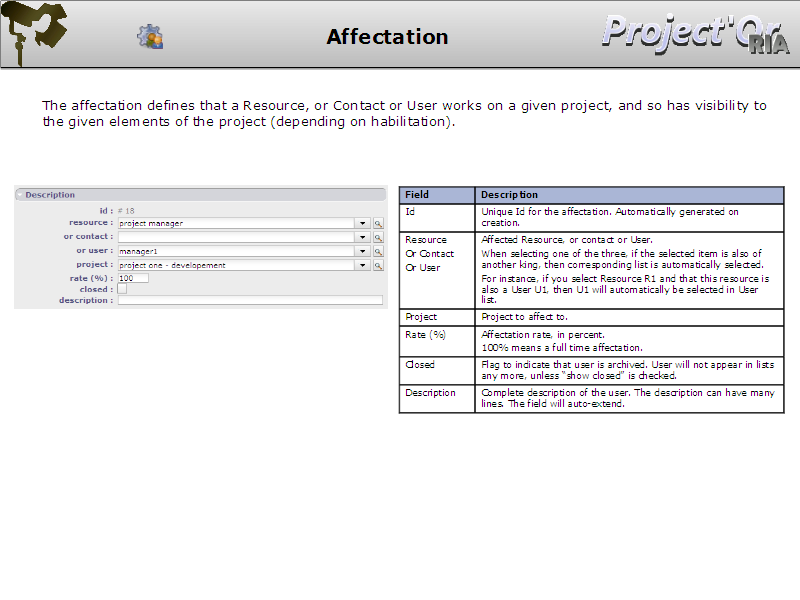 Affectation
Project'Or
RIA
The affectation defines that a Resource, or Contact or User works on a given project, and so has visibility to
the given elements of the project (depending on habilitation).
Description
id : # 18
resource : project manager
or contact :
or user : manager1
project : project one - developement
rate (%) : 100
closed :
description :
Field Description
Id Unique Id for the affectation. Automatically generated on
creation.
Resource Affected Resource, or contact or User.
Or Contact When selecting one of the three, if the selected item is also of
Or User another king, then corresponding list is automatically selected.
For instance, if you select Resource R1 and that this resource is
also a User U1, then U1 will automatically be selected in User
list.
Project Project to affect to.
Rate (%) Affectation rate, in percent.
100% means a full time affectation.
Closed Flag to indicate that user is archived. User will not appear in lists
any more, unless “show closed” is checked.
Description Complete description of the user. The description can have many
lines. The field will auto-extend.